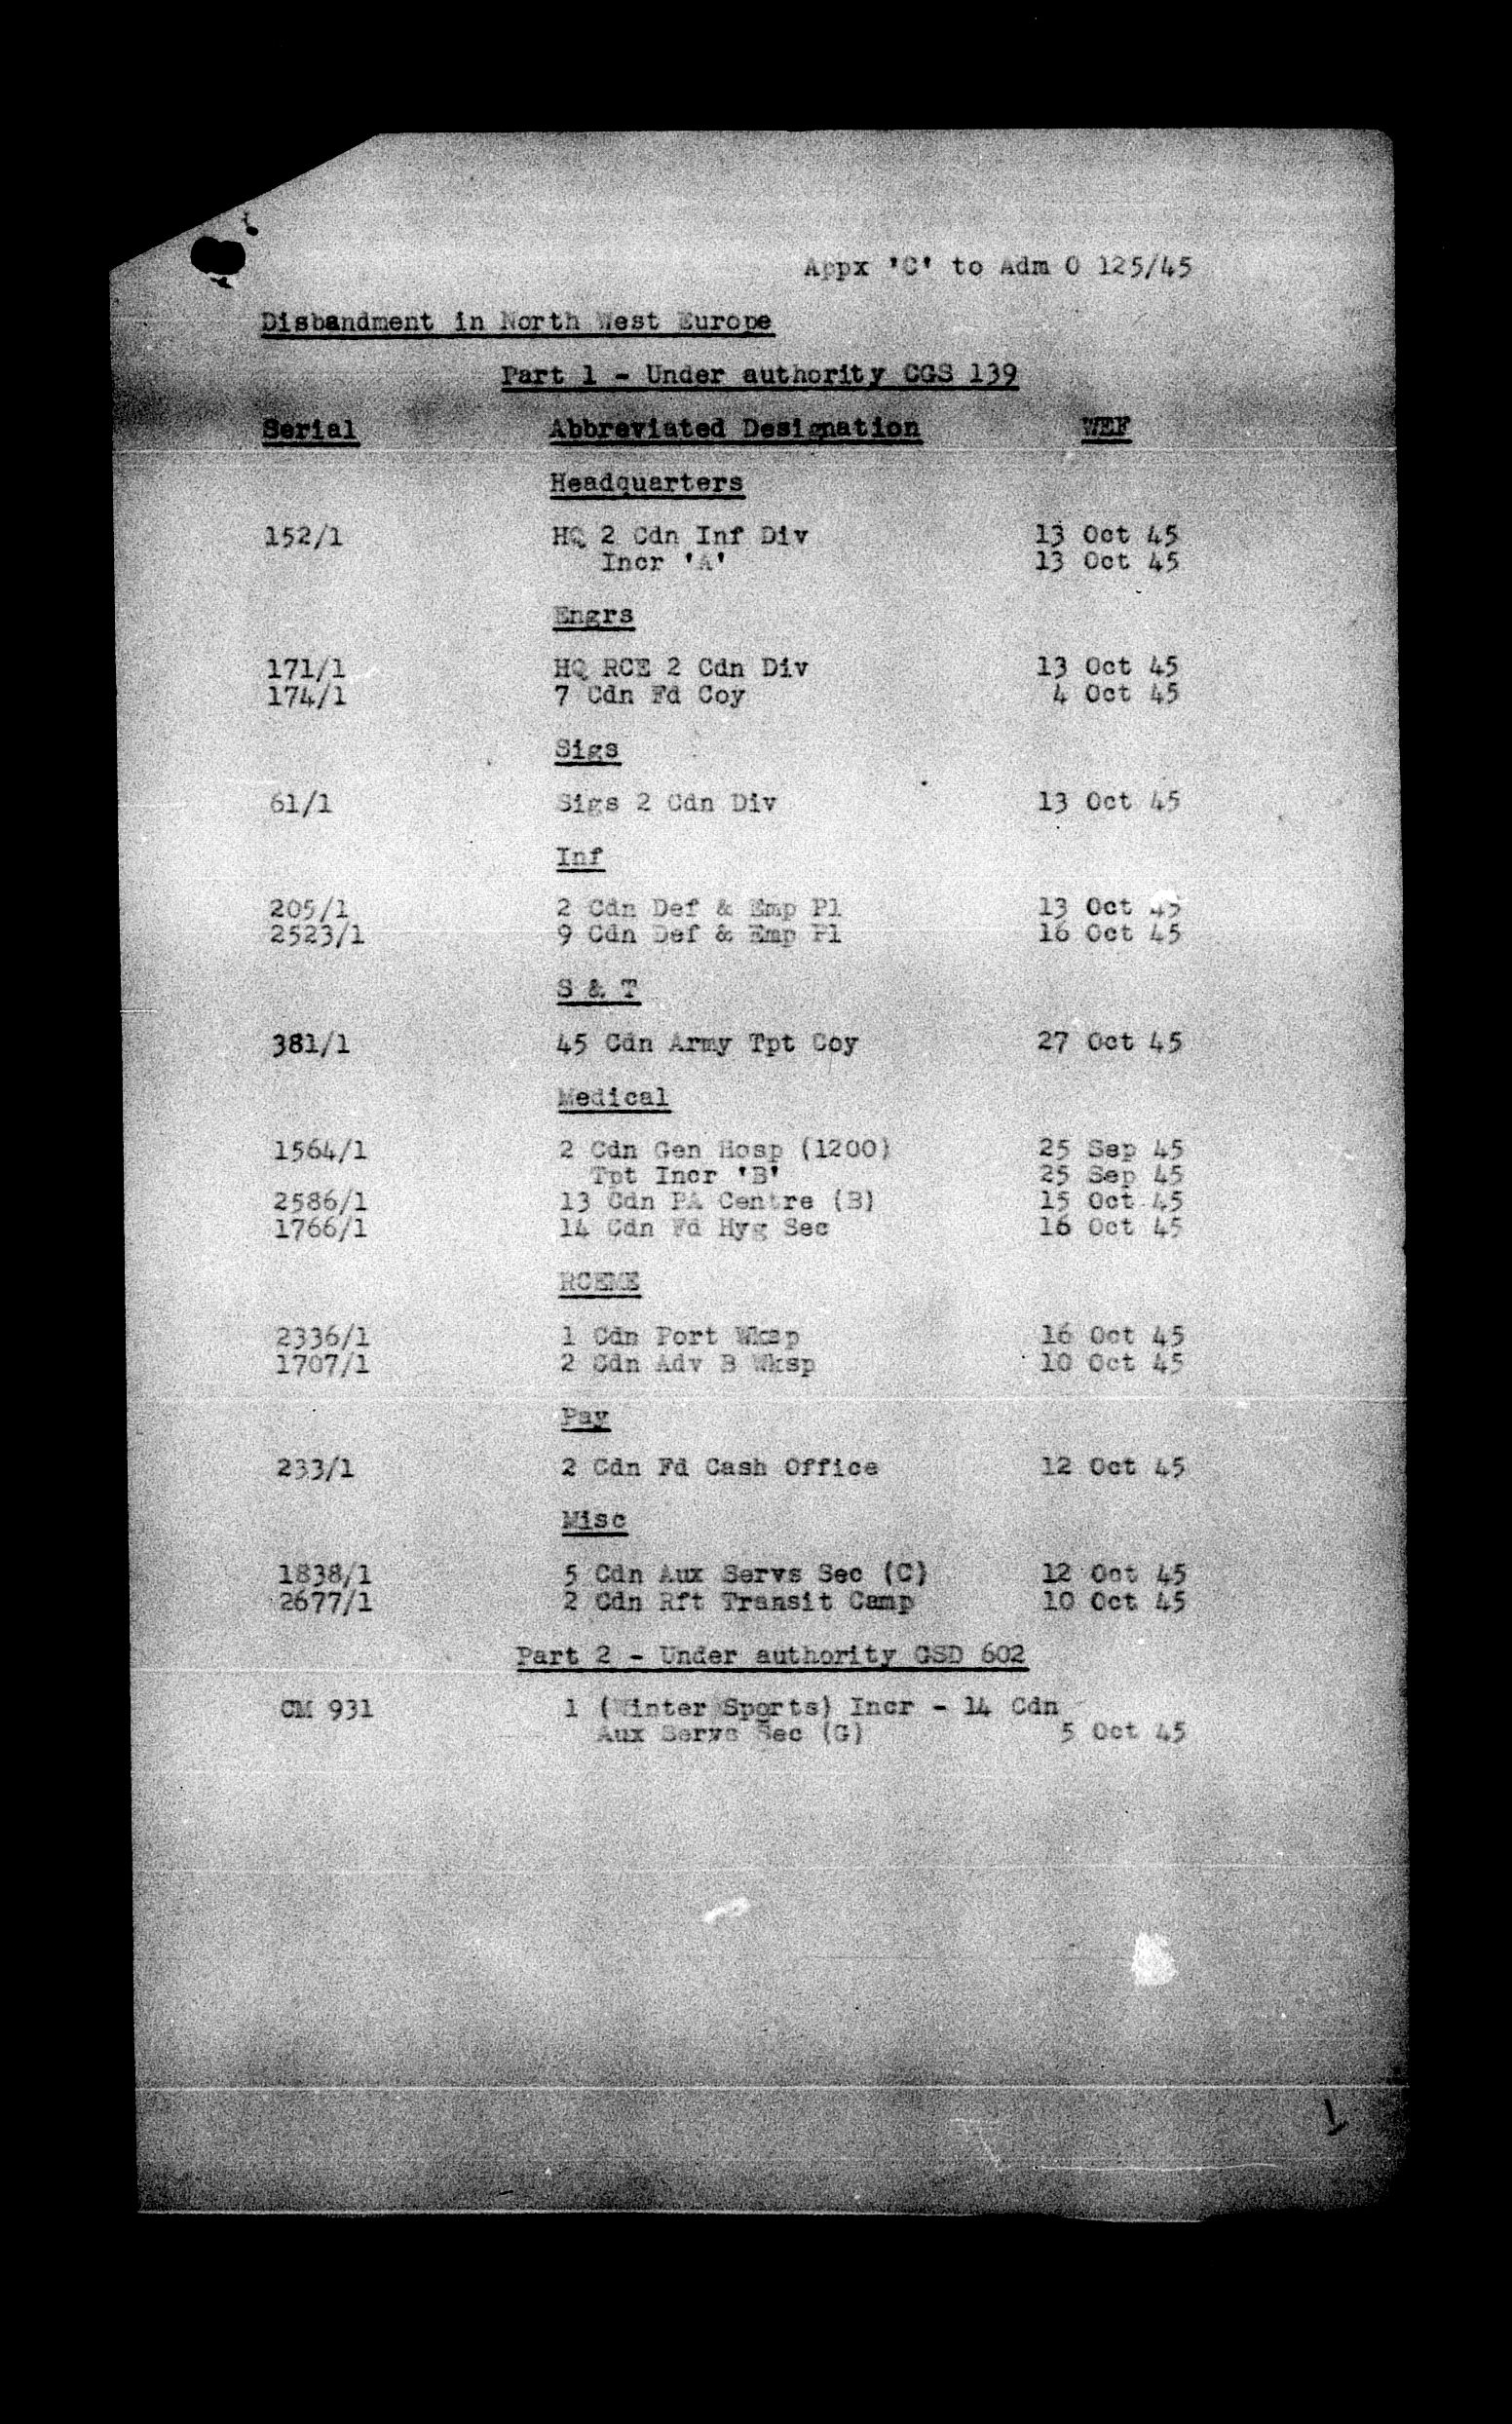 Appx 'C' to Adm O 125/45
Disbandment in North West Europe
Part 1 - Under authority CGS 139
Serial Abbreviated Designation WEF
Headquarters
152/1 HQ 2 Cdn Inf Div 13 Oct 45
Incr 'A' 13 Oct 45
Engrs
171/1 HQ RCE 2 Cdn Div 13 Oct 45
174/1 7 Cdn Fd Coy 4 Oct 45
Sigs
61/1 Sigs 2 Cdn Div 13 Oct 45
Inf
205/1 2 Cdn Def & Emp Pl 13 Oct 45
2523/1 9 Cdn Def & Emp Pl 16 Oct 45
S & T
381/1 45 Cdn Army Tpt Coy 27 Oct 45
Medical
1564/1 2 Cdn Gen Hosp (1200) 25 Sep 45
Tpt Incr 'B' 25 Sep 45
2586/1 13 Cdn FA Centre (B) 15 Oct 45
1766/1 14 Cdn Fd Hyg Sec 16 Oct 45
RCEME
2336/1 1 Cdn Port Wksp 16 Oct 45
1707/1 2 Cdn Adv B Wksp 10 Oct 45
Pay
233/1 2 Cdn Fd Cash Office 12 Oct 45
Misc
1838/1 5 Cdn Aux Servs Sec (C) 12 Oct 45
2677/1 2 Cdn Rft Transit Camp 10 Oct 45
Part 2 - Under authority GSD 602
CM 931 1 (Winter Sports) Incr - 14 Cdn
Aux Servs Sec (G) 5 Oct 45